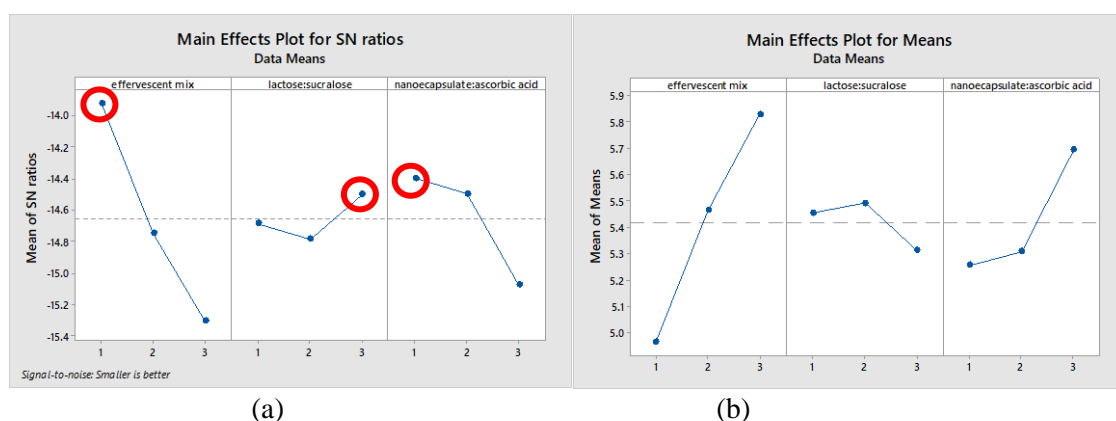 Main Effects Plot for SN ratios
Data Means
effervescent mix lactose:sucralose nanoecapsulate:ascorbic acid
Mean of SN ratios
-14.0
-14.2
-14.4
-14.6
-14.8
-15.0
-15.2
-15.4
1 2 3 1 2 3 1 2 3
Signal-to-noise: Smaller is better
(a)
Main Effects Plot for Means
Data Means
effervescent mix lactose:sucralose nanoecapsulate:ascorbic acid
Mean of Means
5.9
5.8
5.7
5.6
5.5
5.4
5.3
5.2
5.1
5.0
1 2 3 1 2 3 1 2 3
(b)